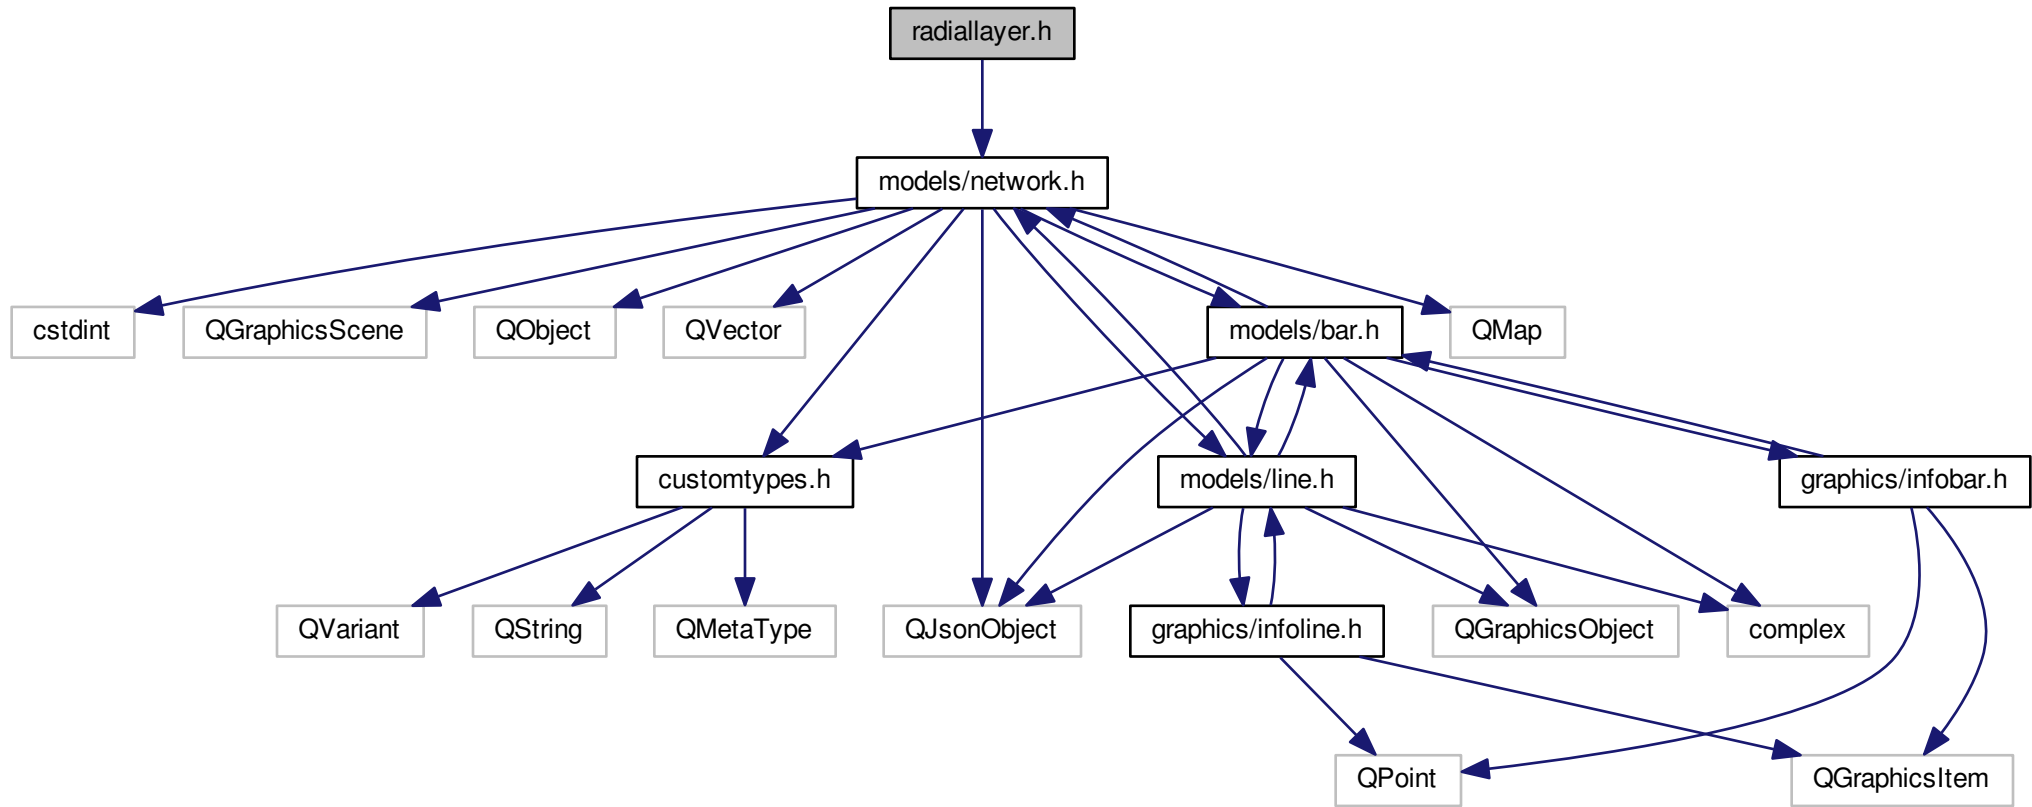 radiallayer.h
models/network.h
cstdint
QGraphicsScene
QObject
QVector
models/bar.h
QMap
customtypes.h
models/line.h
graphics/infobar.h
QVariant
QString
QMetaType
QJsonObject
graphics/infoline.h
QGraphicsObject
complex
QPoint
QGraphicsItem